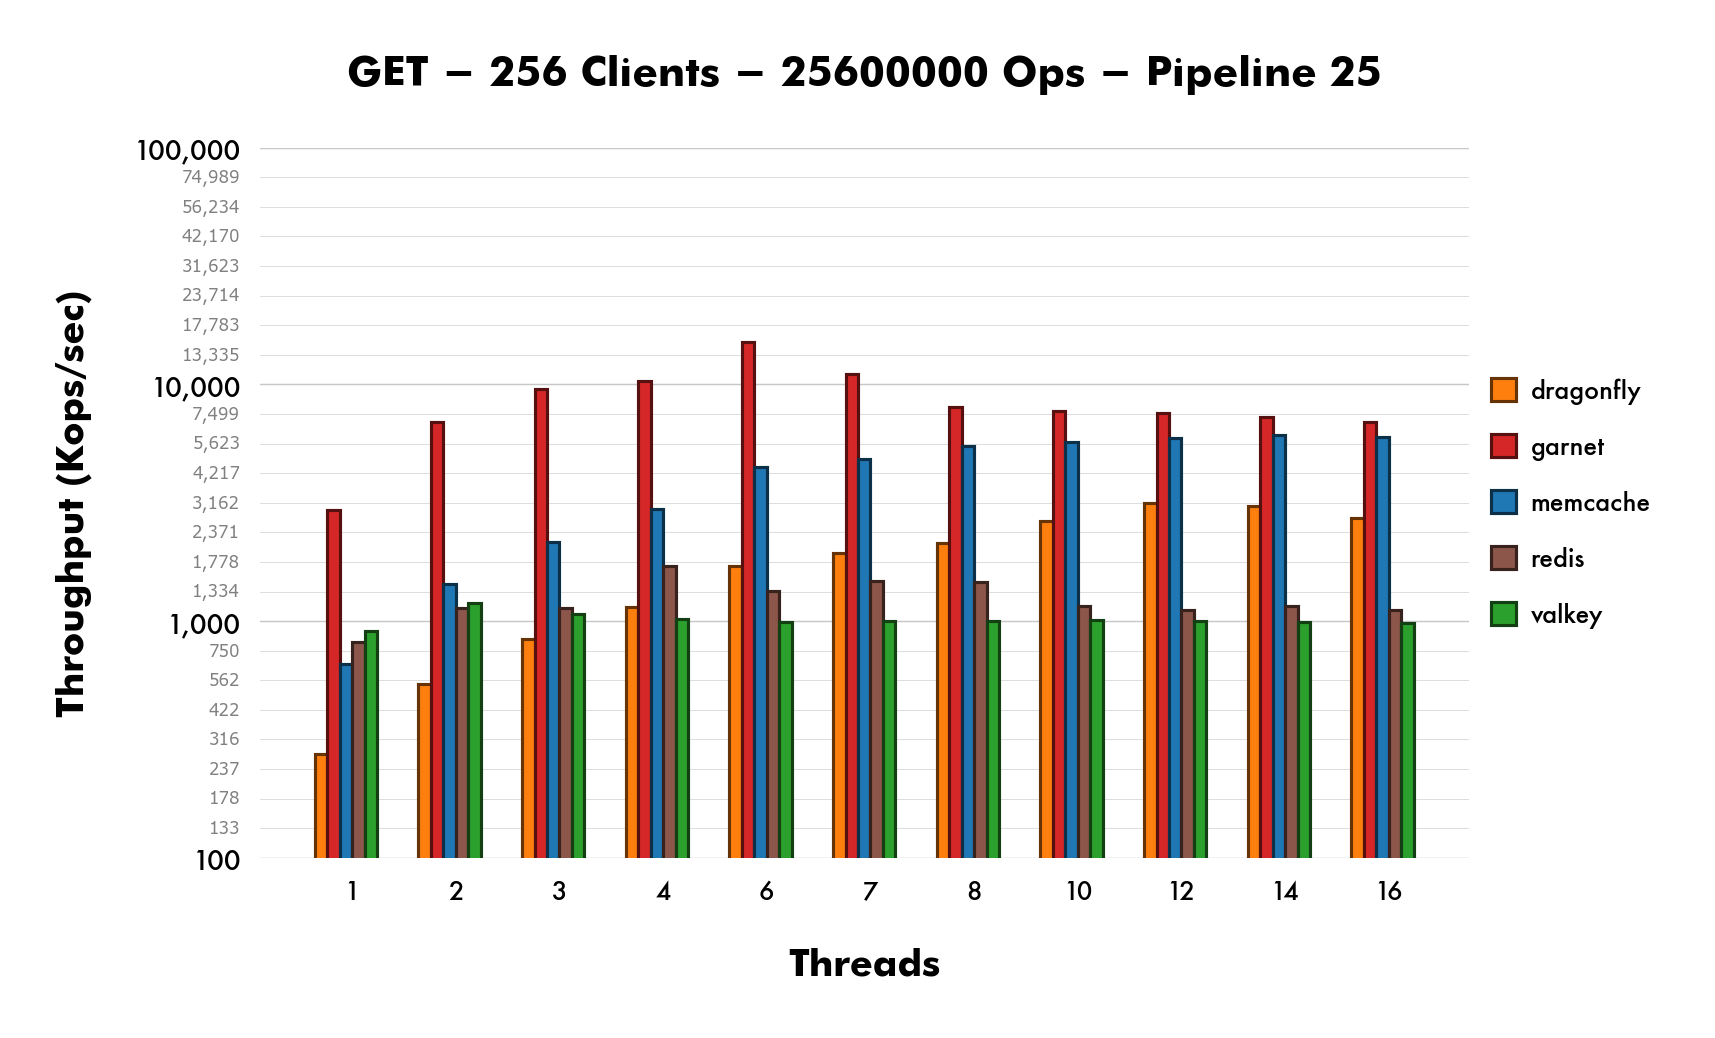 GET – 256 Clients – 25600000 Ops – Pipeline 25
Throughput (Kops/sec)
100,000
74,989
56,234
42,170
31,623
23,714
17,783
13,335
10,000
7,499
5,623
4,217
3,162
2,371
1,778
1,334
1,000
750
562
422
316
237
178
133
100
1 2 3 4 6 7 8 10 12 14 16
Threads
dragonfly
garnet
memcache
redis
valkey